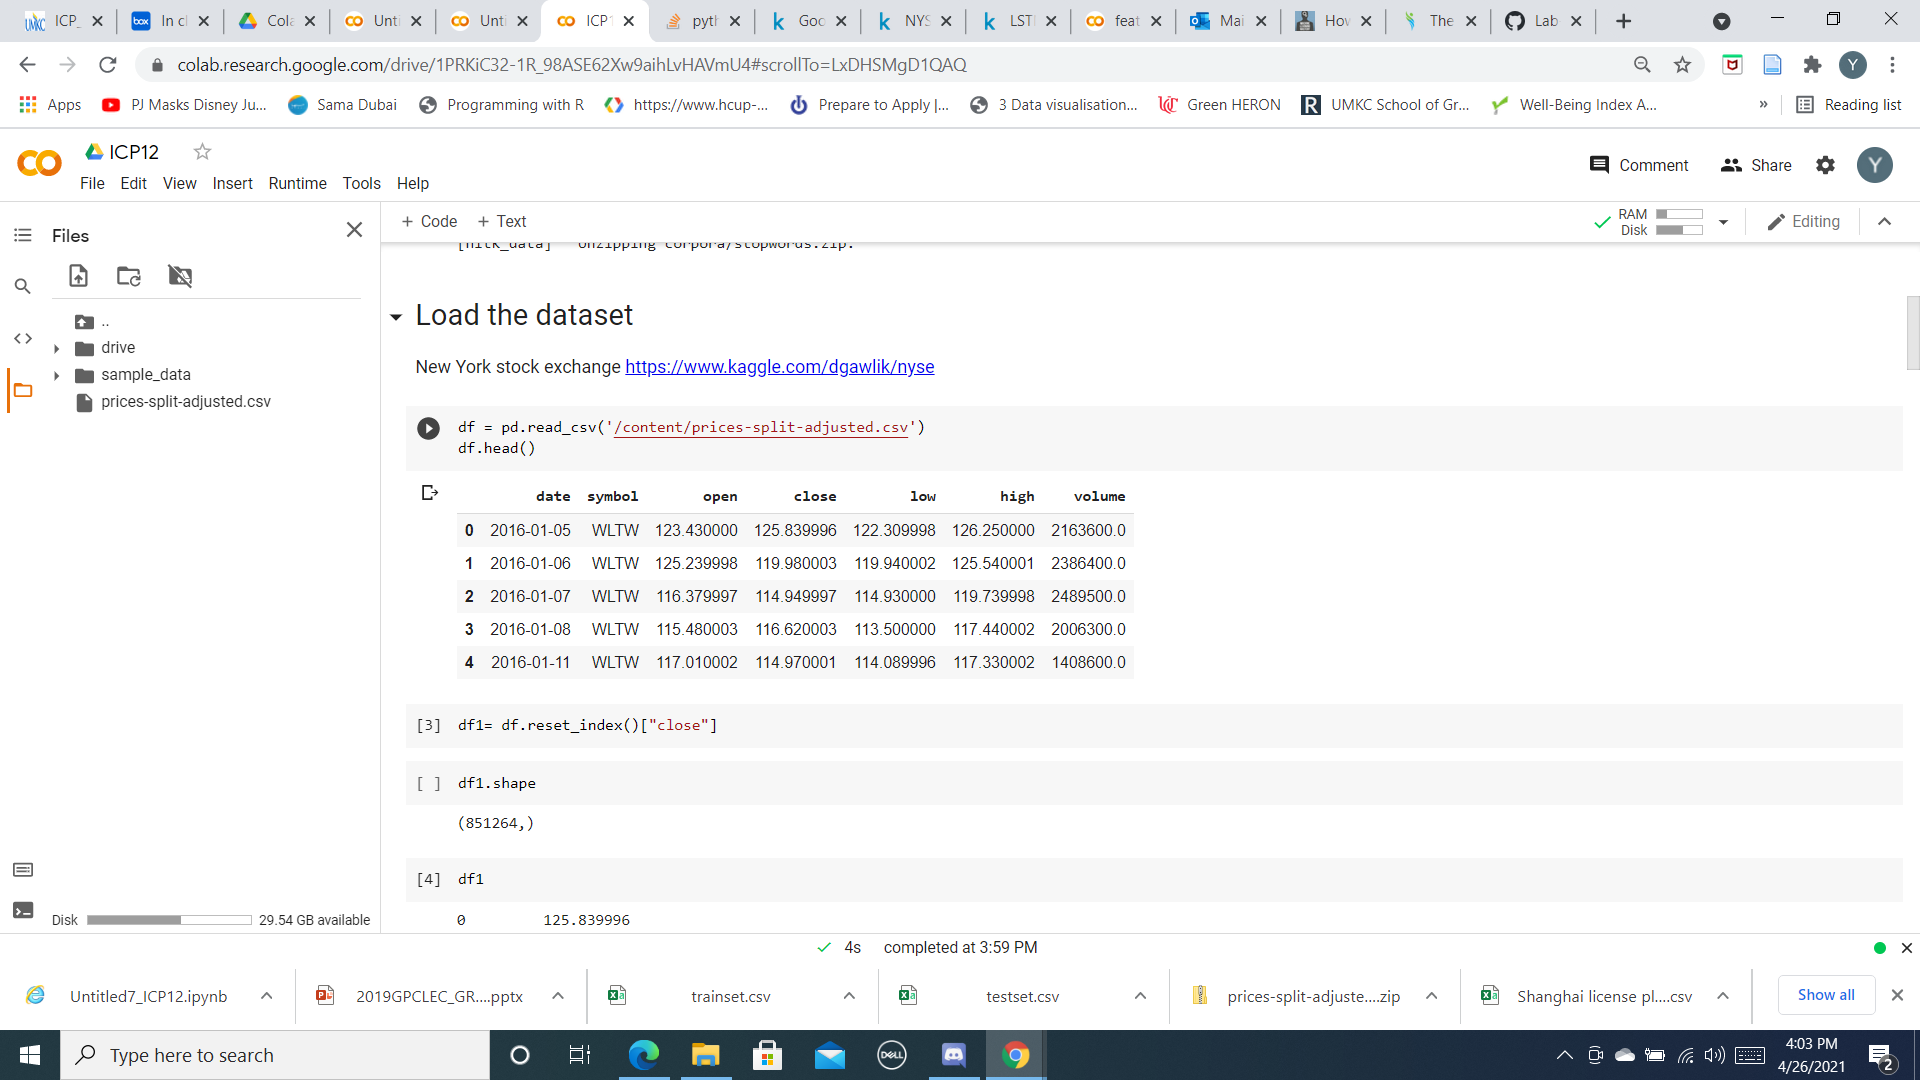 ICP_
In cl
Cola
Unti
Unti
ICP1
pyth
Goo
NYS
LSTI
feat
Mai
How
The
Lab
colab.research.google.com/drive/1PRKiC32-1R_98ASE62Xw9aihLvHAVmU4#scrollTo=LxDHSMgD1QAQ
Y
Apps
PJ Masks Disney Ju...
Sama Dubai
Programming with R
https://www.hcup-...
Prepare to Apply |...
3 Data visualisation...
Green HERON
UMKC School of Gr...
Well-Being Index A...
»
Reading list
ICP12
Comment
Share
Y
File Edit View Insert Runtime Tools Help
Files
+ Code + Text
RAM
Disk
Editing
[nltk_data] Unzipping corpora/stopwords.zip.
..
drive
sample_data
prices-split-adjusted.csv
Load the dataset
New York stock exchange https://www.kaggle.com/dgawlik/nyse
df = pd.read_csv('/content/prices-split-adjusted.csv')
df.head()
date symbol open close low high volume
0 2016-01-05 WLTW 123.430000 125.839996 122.309998 126.250000 2163600.0
1 2016-01-06 WLTW 125.239998 119.980003 119.940002 125.540001 2386400.0
2 2016-01-07 WLTW 116.379997 114.949997 114.930000 119.739998 2489500.0
3 2016-01-08 WLTW 115.480003 116.620003 113.500000 117.440002 2006300.0
4 2016-01-11 WLTW 117.010002 114.970001 114.089996 117.330002 1408600.0
[3] df1= df.reset_index()["close"]
[ ] df1.shape
(851264,)
[4] df1
0 125.839996
Disk 29.54 GB available
4s completed at 3:59 PM
Untitled7_ICP12.ipynb
2019GPCLEC_GR....pptx
trainset.csv
testset.csv
prices-split-adjuste....zip
Shanghai license pl....csv
Show all
Type here to search
DELL
4:03 PM
4/26/2021
2